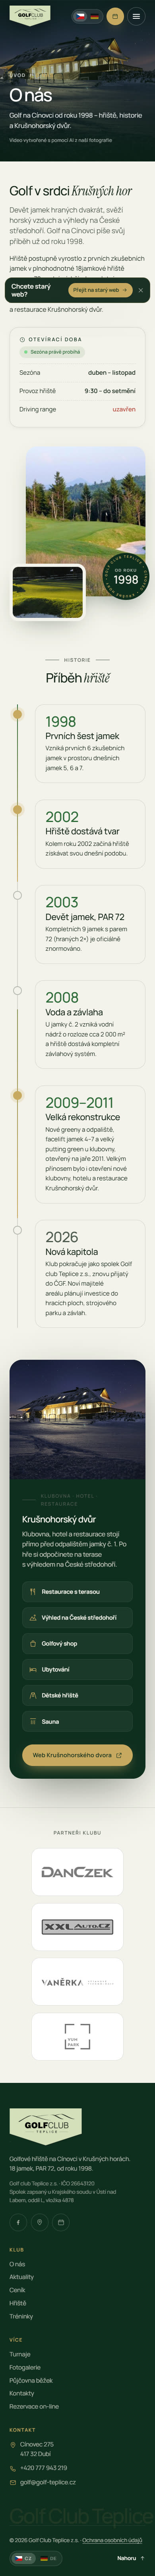 GOLFCLUB
TEPLICE
ÚVOD
O nás
Golf na Cínovci od roku 1998 – hřiště, historie
a Krušnohorský dvůr.
Video vytvořené s pomocí AI z naší fotografie
Golf v srdci Krušných hor
Devět jamek hraných dvakrát, svěží
horský vzduch a výhledy na České
středohoří. Golf na Cínovci píše svůj
příběh už od roku 1998.
Hřiště postupně vyrostlo z prvních zkušebních
jamek v plnohodnotné 18jamkové hřiště
Chcete starý
web?
Přejít na starý web
a restaurace Krušnohorský dvůr.
OTEVÍRACÍ DOBA
Sezóna právě probíhá
Sezóna
duben – listopad
Provoz hřiště
9:30 – do setmění
Driving range
uzavřen
OD ROKU
1998
HISTORIE
Příběh hřiště
1998
Prvních šest jamek
Vzniká prvních 6 zkušebních
jamek v prostoru dnešních
jamek 5, 6 a 7.
2002
Hřiště dostává tvar
Kolem roku 2002 začíná hřiště
získávat svou dnešní podobu.
2003
Devět jamek, PAR 72
Kompletních 9 jamek s parem
72 (hraných 2×) je oficiálně
znormováno.
2008
Voda a závlaha
U jamky č. 2 vzniká vodní
nádrž o rozloze cca 2 000 m²
a hřiště dostává kompletní
závlahový systém.
2009–2011
Velká rekonstrukce
Nové greeny a odpaliště,
facelift jamek 4–7 a velký
putting green u klubovny,
otevřený na jaře 2011. Velkým
přínosem bylo i otevření nové
klubovny, hotelu a restaurace
Krušnohorský dvůr.
2026
Nová kapitola
Klub pokračuje jako spolek Golf
club Teplice z.s., znovu přijatý
do ČGF. Noví majitelé
areálu plánují investice do
hracích ploch, strojového
parku a závlah.
KLUBOVNA · HOTEL ·
RESTAURACE
Krušnohorský dvůr
Klubovna, hotel a restaurace stojí
přímo před odpalištěm jamky č. 1. Po
hře si odpočinete na terase
s výhledem na České středohoří.
Restaurace s terasou
Výhled na České středohoří
Golfový shop
Ubytování
Dětské hřiště
Sauna
Web Krušnohorského dvora
PARTNEŘI KLUBU
DANCZEK
XXLAUTO.CZ
VANĚRKA
VUHI
PARK
GOLFCLUB
TEPLICE
Golfové hřiště na Cínovci v Krušných horách.
18 jamek, PAR 72, od roku 1998.
Golf club Teplice z.s. · IČO 26643120
Spolek zapsaný u Krajského soudu v Ústí nad
Labem, oddíl L, vložka 4878
KLUB
O nás
Aktuality
Ceník
Hřiště
Tréninky
VÍCE
Turnaje
Fotogalerie
Půjčovna běžek
Kontakty
Rezervace on-line
KONTAKT
Cínovec 275
417 32 Dubí
+420 777 943 219
golf@golf-teplice.cz
Golf Club Teplice
© 2026 Golf Club Teplice z.s. · Ochrana osobních údajů
CZ
DE
Nahoru